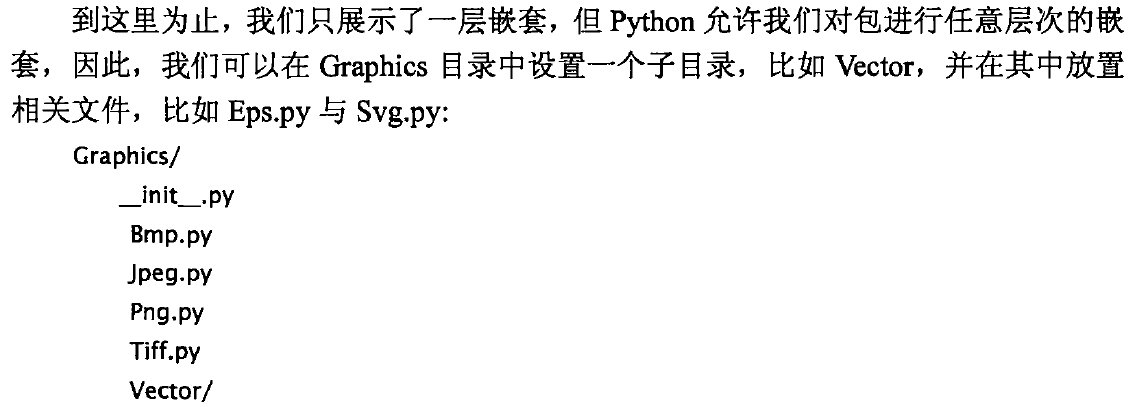 到这里为止，我们只展示了一层嵌套，但 Python 允许我们对包进行任意层次的嵌
套，因此，我们可以在 Graphics 目录中设置一个子目录，比如 Vector，并在其中放置
相关文件，比如 Eps.py 与 Svg.py:
Graphics/
__init__.py
Bmp.py
Jpeg.py
Png.py
Tiff.py
Vector/